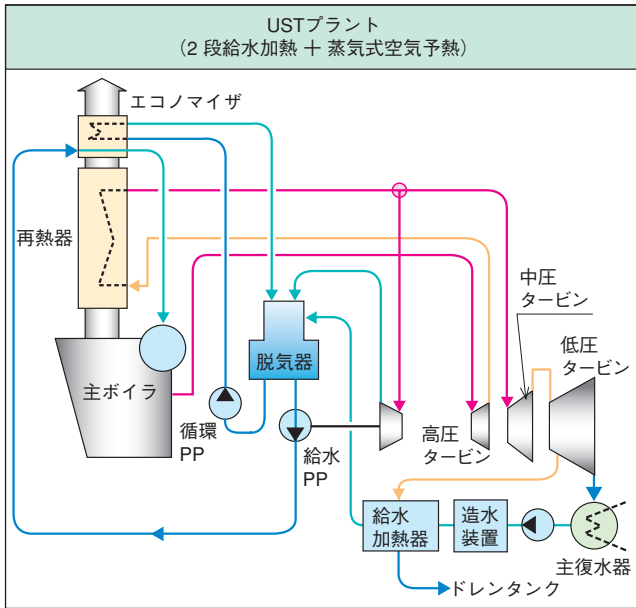 USTプラント
（2 段給水加熱 ＋ 蒸気式空気予熱）
エコノマイザ
再熱器
中圧
タービン
低圧
タービン
脱気器
主ボイラ
循環
PP
給水
PP
高圧
タービン
給水
加熱器
造水
装置
主復水器
ドレンタンク